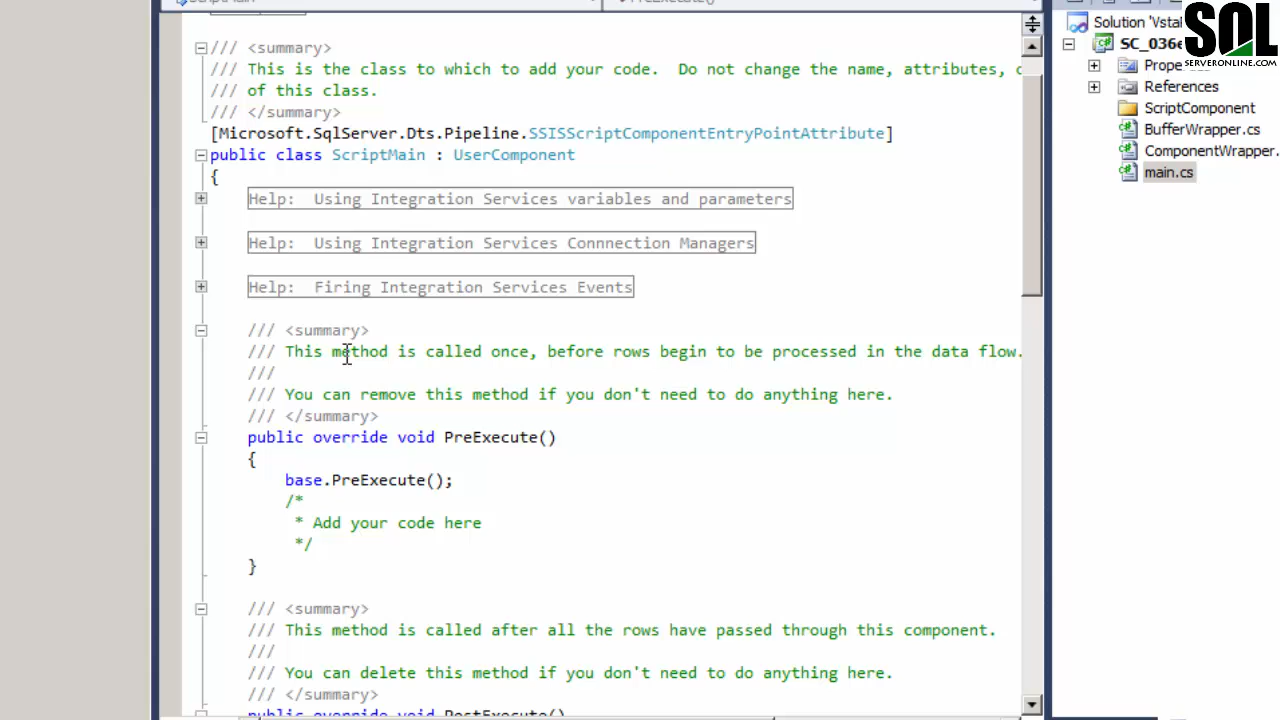 /// <summary>
/// This is the class to which to add your code.  Do not change the name, attributes,
/// of this class.
/// </summary>
[Microsoft.SqlServer.Dts.Pipeline.SSISScriptComponentEntryPointAttribute]
public class ScriptMain : UserComponent
{
Help:  Using Integration Services variables and parameters
Help:  Using Integration Services Connnection Managers
Help:  Firing Integration Services Events
/// <summary>
/// This method is called once, before rows begin to be processed in the data flow.
///
/// You can remove this method if you don't need to do anything here.
/// </summary>
public override void PreExecute()
{
base.PreExecute();
/*
* Add your code here
*/
}
/// <summary>
/// This method is called after all the rows have passed through this component.
///
/// You can delete this method if you don't need to do anything here.
/// </summary>
public override void PostExecute()
Solution 'Vsta
SC_036
References
ScriptComponent
BufferWrapper.cs
ComponentWrapper.
main.cs
SQL
SERVERONLINE.COM